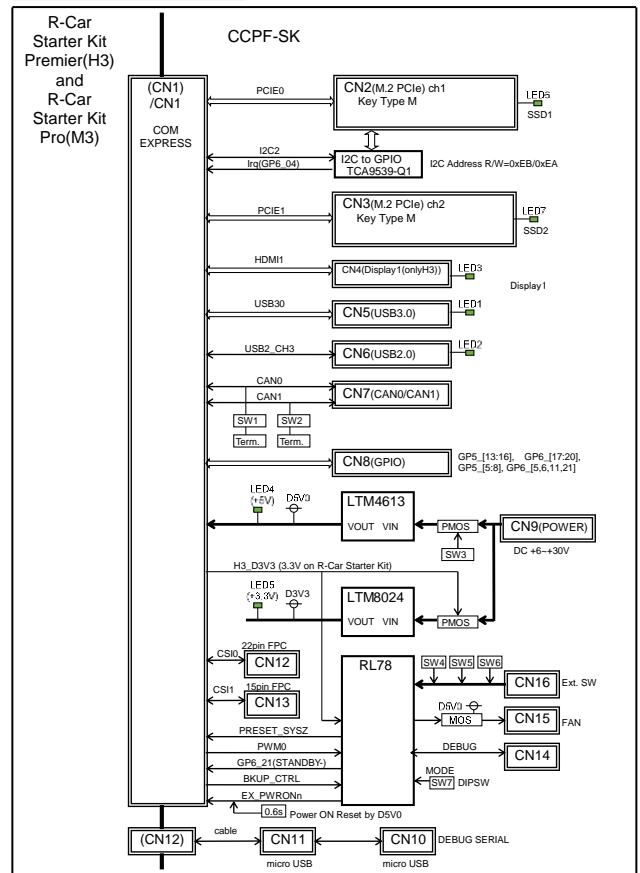 R-Car
Starter Kit
Premier(H3)
and
R-Car
Starter Kit
Pro(M3)
CCPF-SK
(CN1)
/CN1
COM
EXPRESS
PCIE0
CN2(M.2 PCIe) ch1
Key Type M
LED6
SSD1
I2C2
Irq(GP6_04)
I2C to GPIO
TCA9539-Q1
I2C Address R/W=0xEB/0xEA
PCIE1
CN3(M.2 PCIe) ch2
Key Type M
LED7
SSD2
HDMI1
CN4(Display1(onlyH3))
LED3
Display1
USB30
CN5(USB3.0)
LED1
USB2_CH3
CN6(USB2.0)
LED2
CAN0
CAN1
CN7(CAN0/CAN1)
SW1
SW2
Term.
Term.
CN8(GPIO)
GP5_[13:16], GP6_[17:20],
GP5_[5:8], GP6_[5,6,11,21]
LED4
(+5V)
D5V0
LTM4613
VOUT VIN
PMOS
SW3
CN9(POWER)
DC +6~+30V
H3_D3V3 (3.3V on R-Car Starter Kit)
LED5
(+3.3V)
D3V3
LTM8024
VOUT VIN
PMOS
22pin FPC
CSI0
CN12
15pin FPC
CSI1
CN13
RL78
SW4
SW5
SW6
CN16
Ext. SW
D5V0
MOS
CN15
FAN
PRESET_SYSZ
PWM0
GP6_21(STANDBY-)
BKUP_CTRL
EX_PWRONn
DEBUG
CN14
MODE
SW7
DIPSW
0.6s
Power ON Reset by D5V0
(CN12)
cable
CN11
CN10
DEBUG SERIAL
micro USB
micro USB